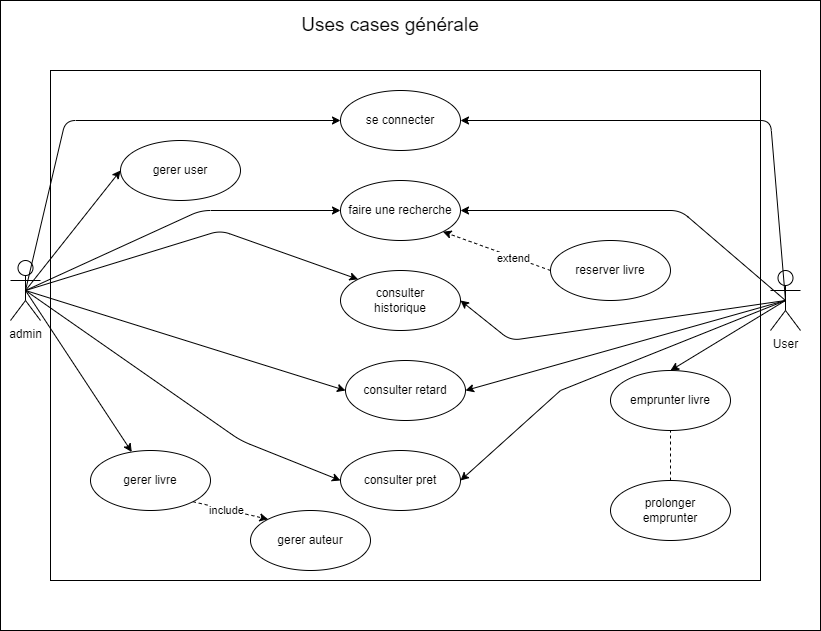 Uses cases générale
se connecter
gerer user
faire une recherche
extend
reserver livre
consulter
historique
admin
User
consulter retard
emprunter livre
gerer livre
consulter pret
include
prolonger
emprunter
gerer auteur